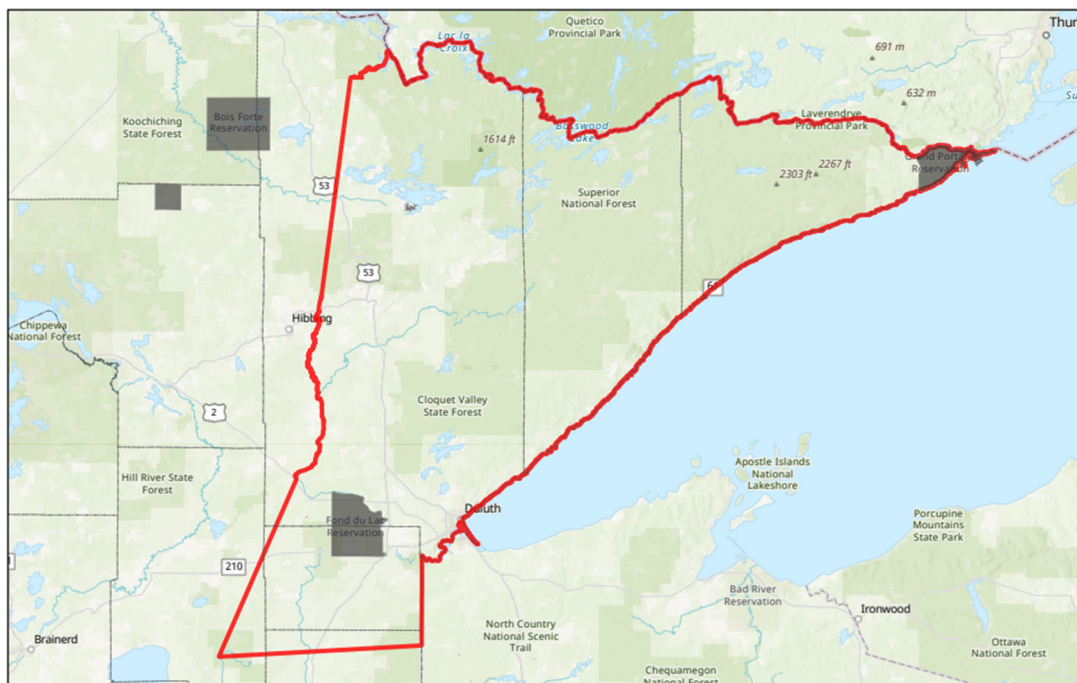 Quetico
Provincial Park
Thun
Lac la
Croix
691 m
632 m
Koochiching
State Forest
Bois Forte
Reservation
Laverendrye
Provincial Park
Basswood
Lake
1614 ft
Grand Portage
Reservation
2267 ft
2303 ft
53
Superior
National Forest
53
61
Hibbing
Chippewa
National Forest
Cloquet Valley
State Forest
2
Hill River State
Forest
Apostle Islands
National
Lakeshore
Duluth
Fond du Lac
Reservation
Porcupine
Mountains
State Park
210
Bad River
Reservation
Ironwood
North Country
National Scenic
Trail
Brainerd
Ottawa
National Forest
Chequamegon
National Forest